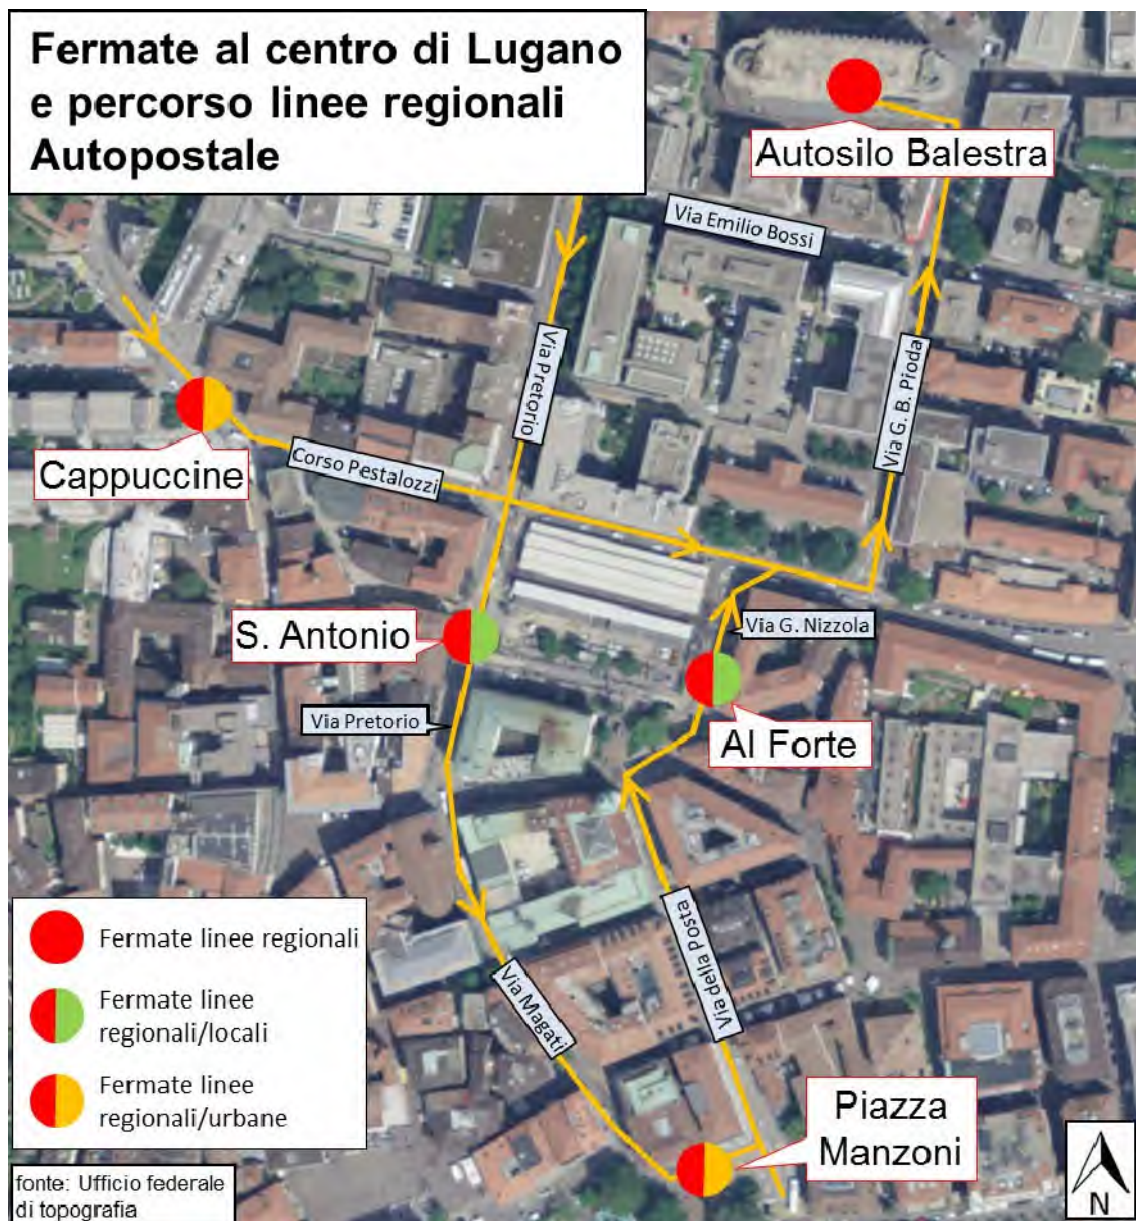 Fermate al centro di Lugano
e percorso linee regionali
Autopostale
Autosilo Balestra
Via Emilio Bossi
Via Pretorio
Via G. B. Pioda
Cappuccine
Corso Pestalozzi
S. Antonio
Via G. Nizzola
Via Pretorio
Al Forte
Via della Posta
Via Magati
Fermate linee regionali
Fermate linee
regionali/locali
Fermate linee
regionali/urbane
Piazza
Manzoni
fonte: Ufficio federale
di topografia
N